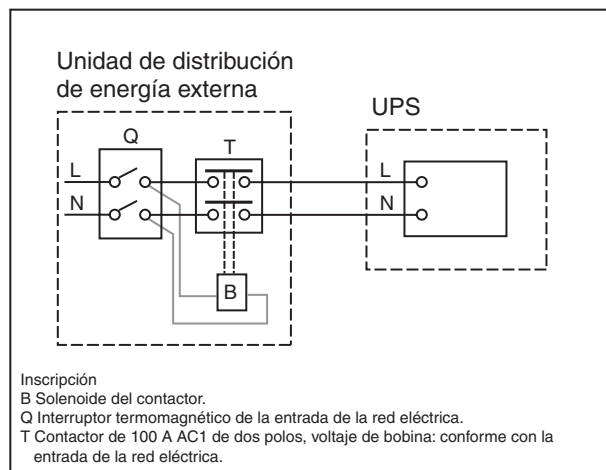 Unidad de distribución
de energía externa
UPS
Q
T
L
L
N
N
B
Inscripción
B Solenoide del contactor.
Q Interruptor termomagnético de la entrada de la red eléctrica.
T Contactor de 100 A AC1 de dos polos, voltaje de bobina: conforme con la
entrada de la red eléctrica.